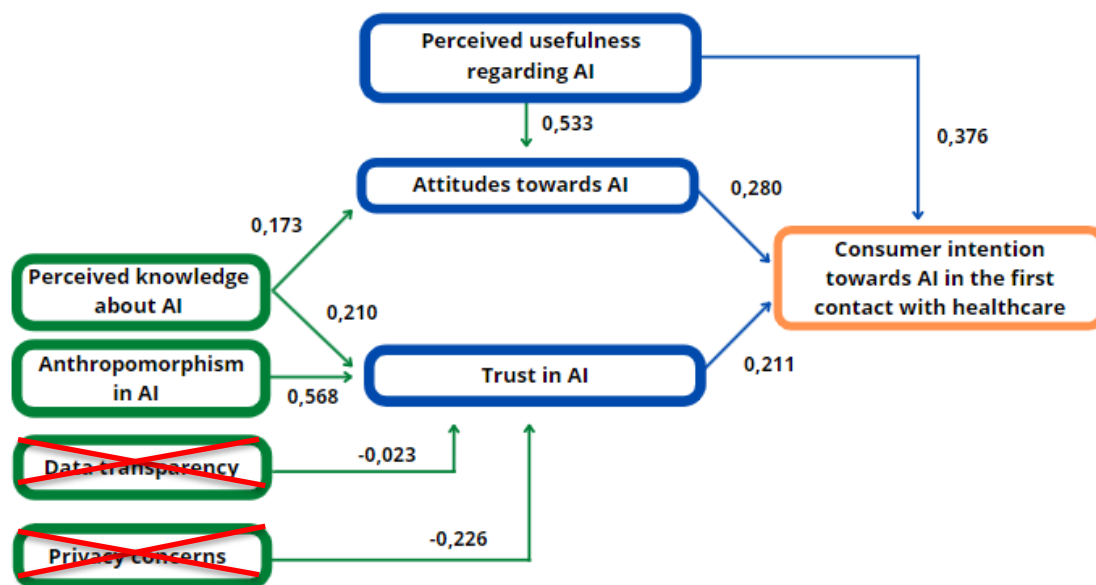 Perceived usefulness
regarding AI
0,533
0,376
Attitudes towards AI
0,280
0,173
Consumer intention
towards AI in the first
contact with healthcare
Perceived knowledge
about AI
0,210
Anthropomorphism
in AI
0,568
Trust in AI
0,211
Data transparency
-0,023
Privacy concerns
-0,226